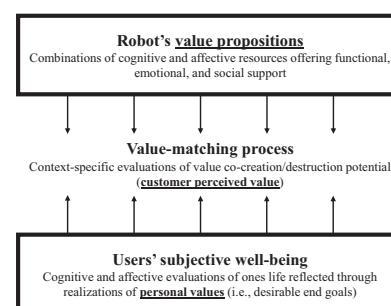 Robot's value propositions
Combinations of cognitive and affective resources offering functional,
emotional, and social support
Value-matching process
Context-specific evaluations of value co-creation/destruction potential
(customer perceived value)
Users' subjective well-being
Cognitive and affective evaluations of ones life reflected through
realizations of personal values (i.e., desirable end goals)